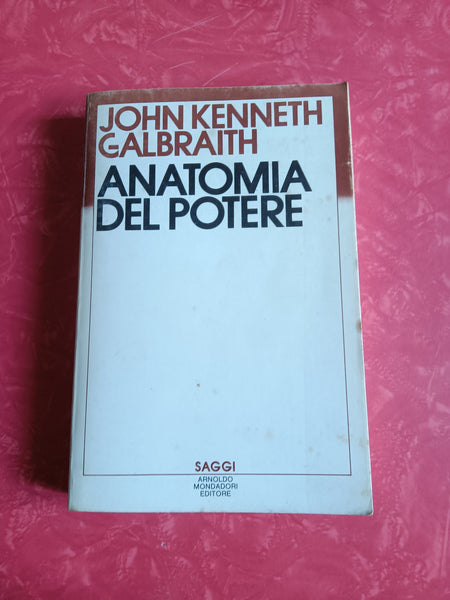 JOHN KENNETH
GALBRAITH
ANATOMIA
DEL POTERE
SAGGI
ARNOLDO
MONDADORI
EDITORE